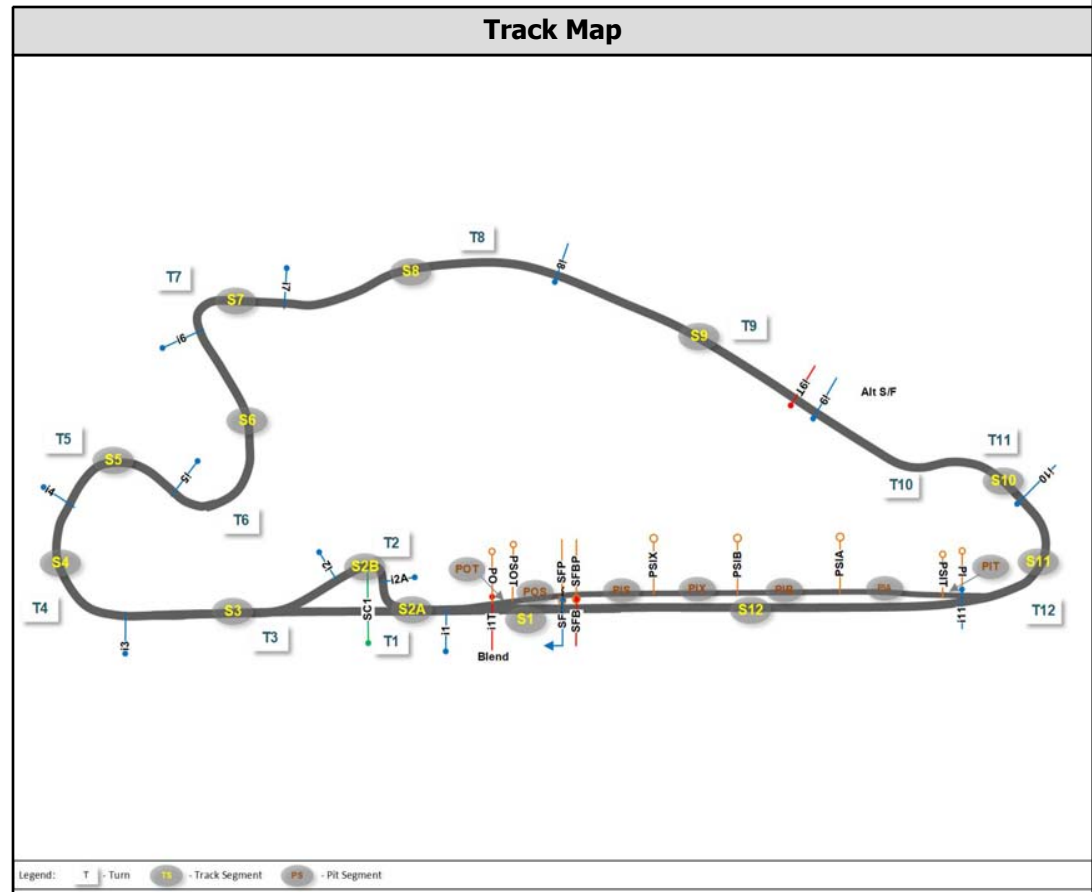 Track Map
T8
i8
T7
S8
i7
S7
i6
S9
T9
i9T
i9
Alt S/F
S6
T5
S5
i5
i4
T6
T11
S10
i10
T10
S4
T4
i3
S3
T3
i2
T2
S2B
i2A
SC1
S2A
T1
i1
POT
PO
i1T
Blend
PSOT
POS
S1
SFP
SF
SFBP
SFB
PIS
PSIX
PIX
PSIB
PIB
S12
PSIA
PIA
PSIT
PI
i11
PIT
S11
T12
Legend: T - Turn TS - Track Segment PS - Pit Segment